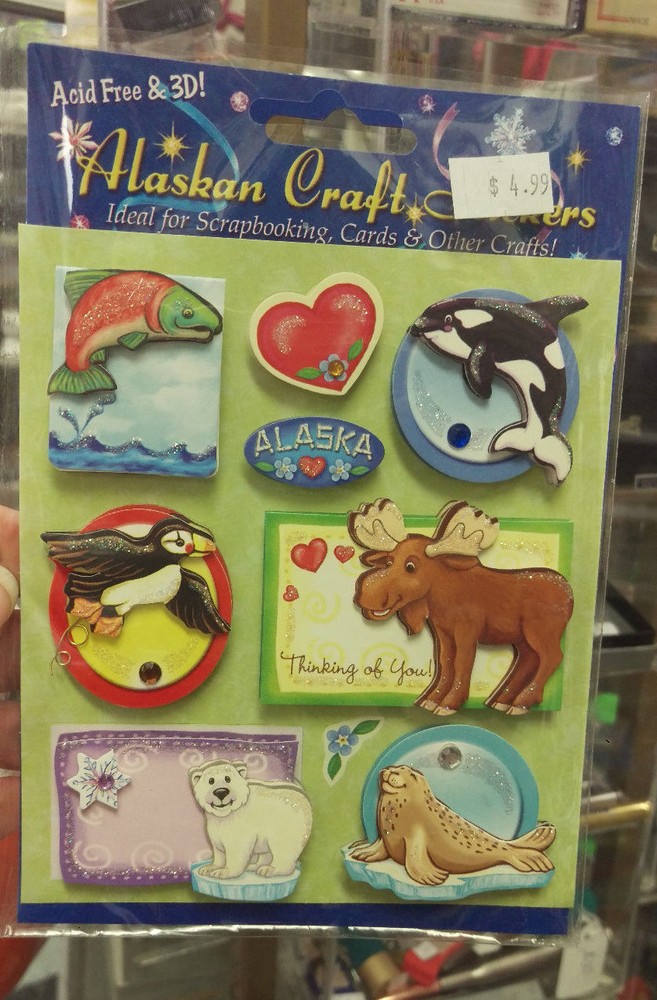 Acid Free & 3D!
$ 4.99
Alaskan Craft
Ideal for Scrapbooking, Cards & Other Crafts!
ALASKA
Thinking of You!